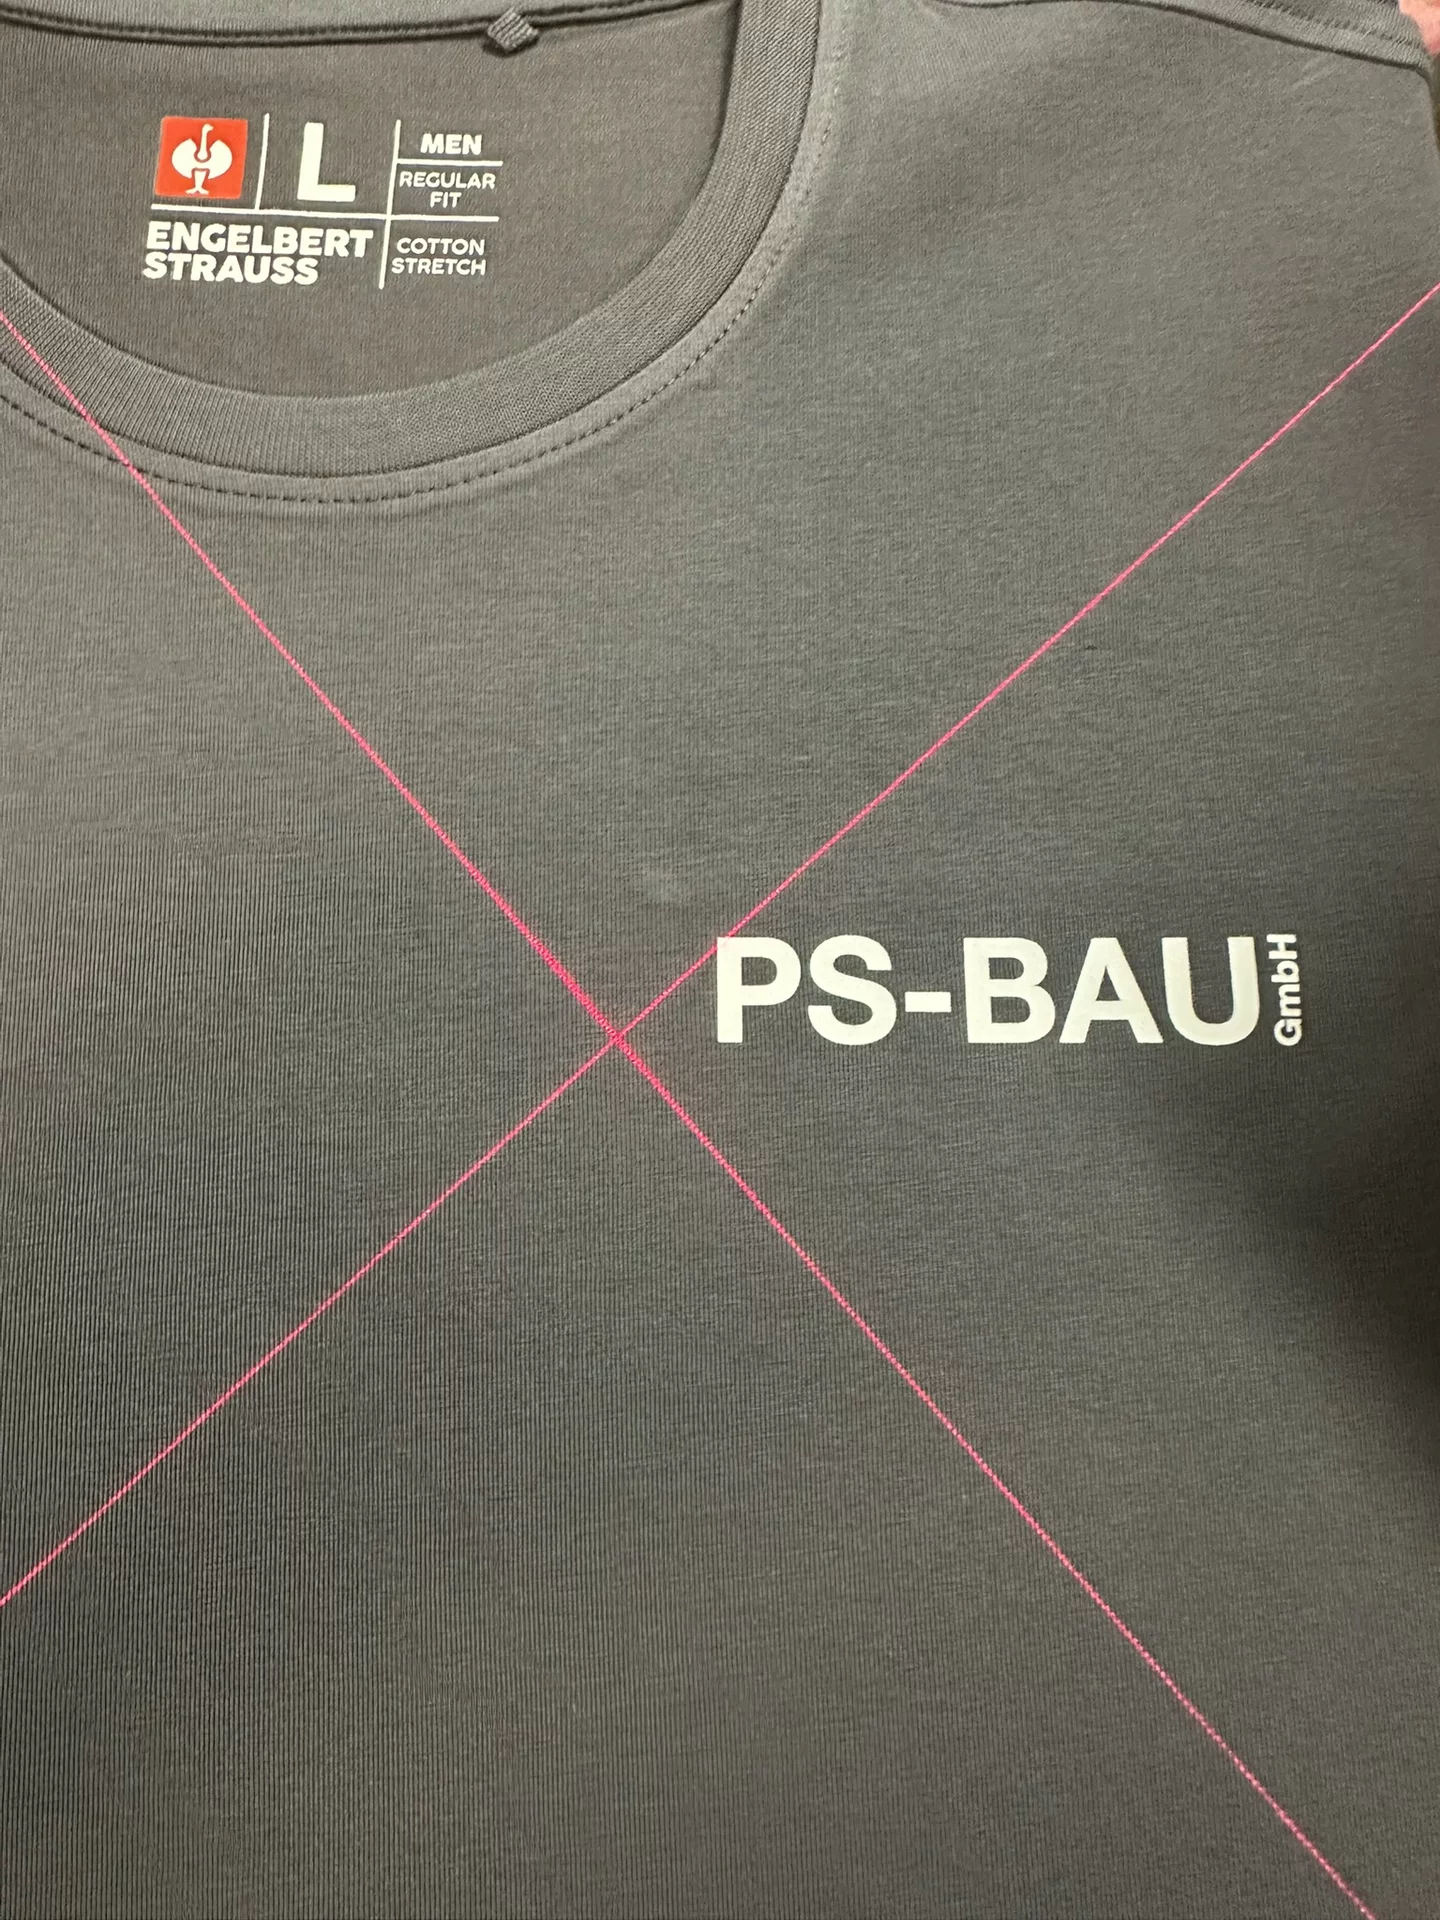 L
MEN
REGULAR
FIT
ENGELBERT
STRAUSS
COTTON
STRETCH
PS-BAU GmbH